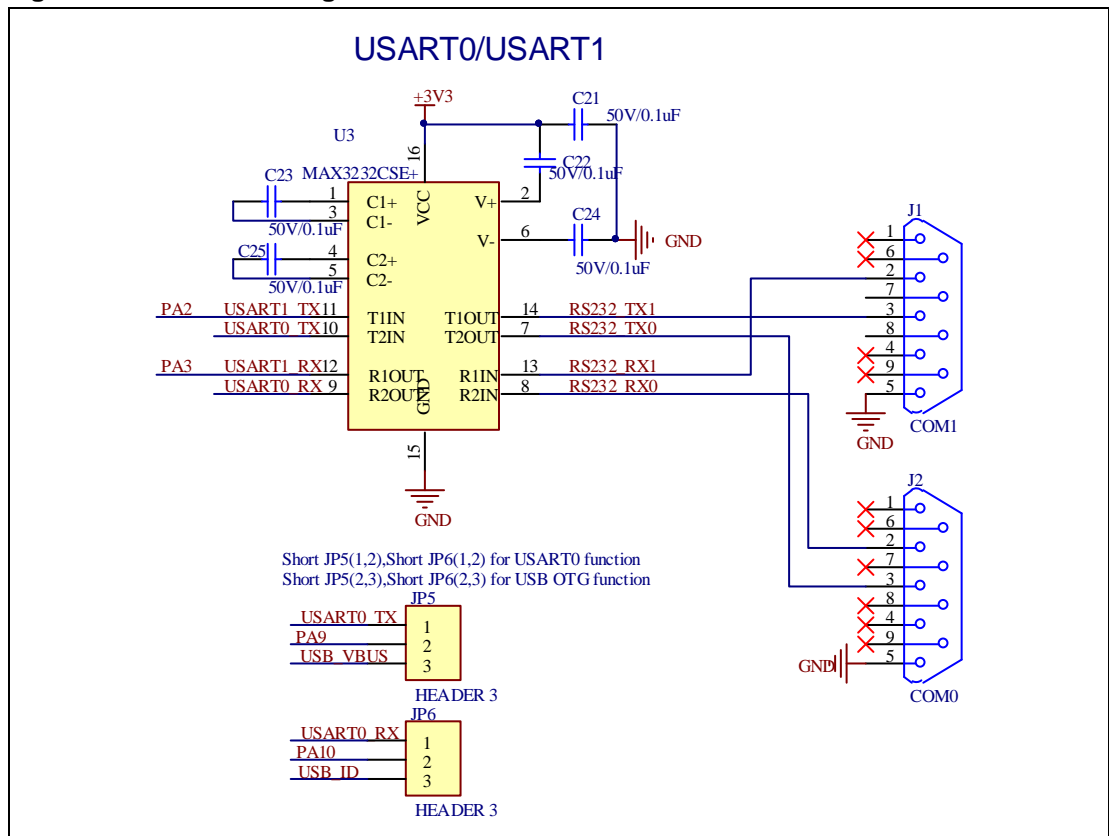 USART0/USART1
+3V3
C21
50V/0.1uF
U3
16
C22
50V/0.1uF
MAX3232CSE+
C23
1
C1+
VCC
V+
2
3
C1-
50V/0.1uF
C24
6
V-
GND
50V/0.1uF
C25
4
C2+
5
C2-
50V/0.1uF
PA2
USART1_TX
11
T1IN
T1OUT
14
RS232_TX1
USART0_TX
10
T2IN
T2OUT
7
RS232_TX0
PA3
USART1_RX
12
R1OUT
R1IN
13
RS232_RX1
USART0_RX
9
R2OUT
GND
R2IN
8
RS232_RX0
15
GND
J1
1
6
2
7
3
8
4
9
5
GND
COM1
J2
1
6
2
7
3
8
4
9
5
GND
COM0
Short JP5(1,2),Short JP6(1,2) for USART0 function
Short JP5(2,3),Short JP6(2,3) for USB OTG function
JP5
USART0_TX
1
PA9
2
USB_VBUS
3
HEADER 3
JP6
USART0_RX
1
PA10
2
USB_ID
3
HEADER 3